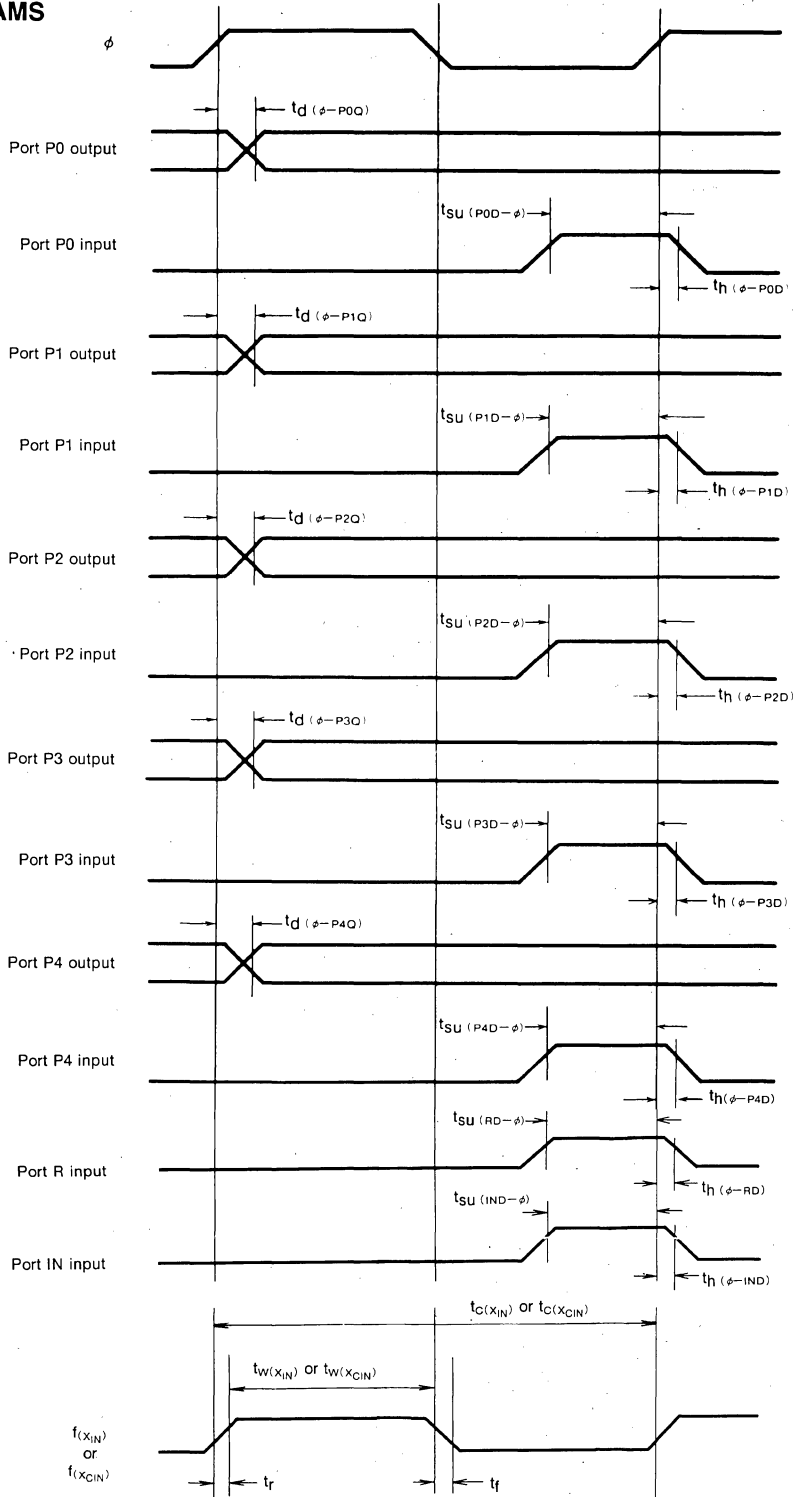 AMS
φ
td (φ−P0Q)
Port P0 output
tsu (P0D−φ)
Port P0 input
th (φ−P0D)
td (φ−P1Q)
Port P1 output
tsu (P1D−φ)
Port P1 input
th (φ−P1D)
td (φ−P2Q)
Port P2 output
tsu (P2D−φ)
Port P2 input
th (φ−P2D)
td (φ−P3Q)
Port P3 output
tsu (P3D−φ)
Port P3 input
th (φ−P3D)
td (φ−P4Q)
Port P4 output
tsu (P4D−φ)
Port P4 input
th(φ−P4D)
tsu (RD−φ)
Port R input
th (φ−RD)
tsu (IND−φ)
Port IN input
th (φ−IND)
tC(XIN) or tC(XCIN)
tW(XIN) or tW(XCIN)
f(XIN)
or
f(XCIN)
tr tf